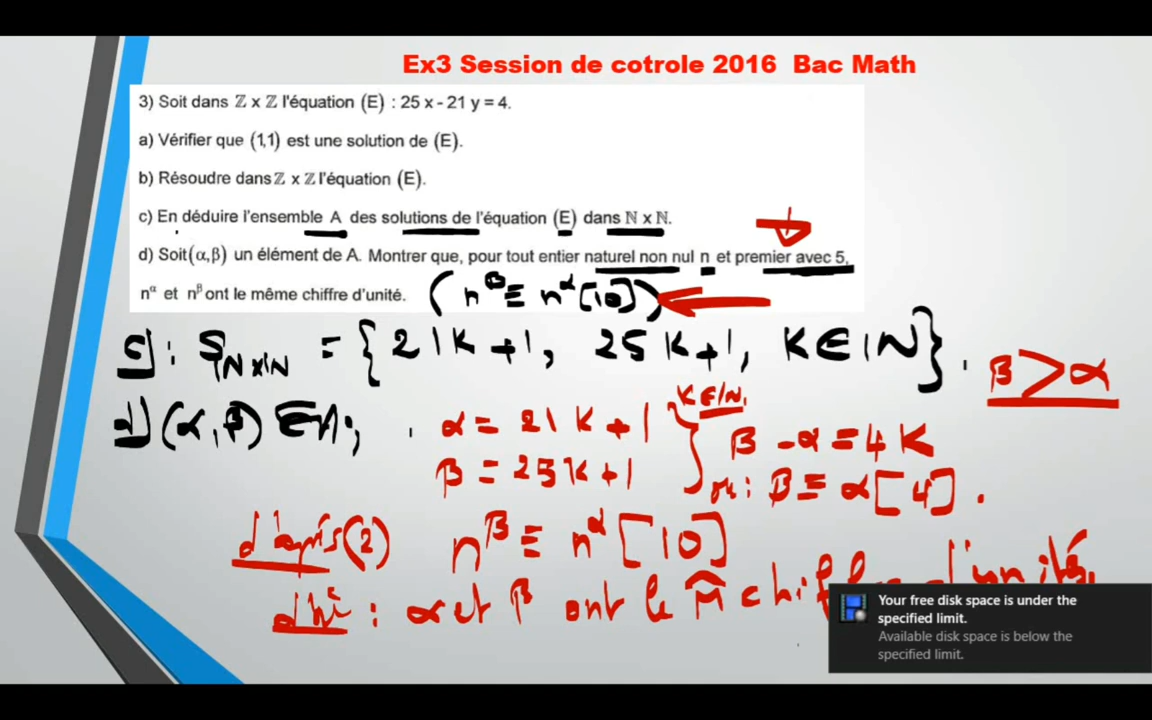 Ex3 Session de cotrole 2016 Bac Math
3) Soit dans ℤ x ℤ l'équation (E) : 25 x - 21 y = 4.
a) Vérifier que (1,1) est une solution de (E).
b) Résoudre dans ℤ x ℤ l'équation (E).
c) En déduire l'ensemble A des solutions de l'équation (E) dans ℕ x ℕ.
d) Soit (α,β) un élément de A. Montrer que, pour tout entier naturel non nul n et premier avec 5,
n^α et n^β ont le même chiffre d'unité. (n^β ≡ n^α [10])
c): S_ℕxℕ = {21K+1, 25K+1, K∈ℕ}.
β > α
d) (α,β) ∈ A;
α = 21K+1
β = 25K+1
K∈ℕ.
β - α = 4K
β ≡ α [4].
d'après (2) n^β ≡ n^α [10]
α et β ont le m̂ chiffre d'unité.
Your free disk space is under the
specified limit.
Available disk space is below the
specified limit.